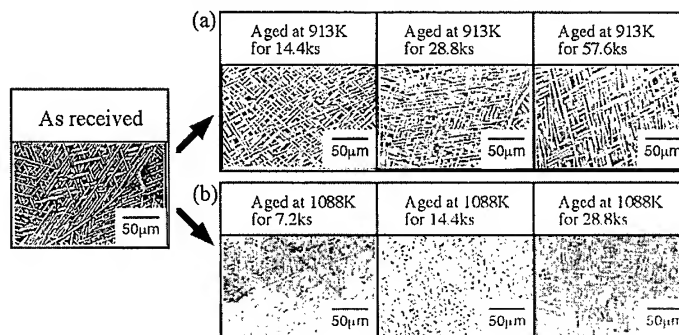 (a)
Aged at 913K
for 14.4ks
Aged at 913K
for 28.8ks
Aged at 913K
for 57.6ks
50μm
50μm
50μm
As received
50μm
(b)
Aged at 1088K
for 7.2ks
Aged at 1088K
for 14.4ks
Aged at 1088K
for 28.8ks
50μm
50μm
50μm